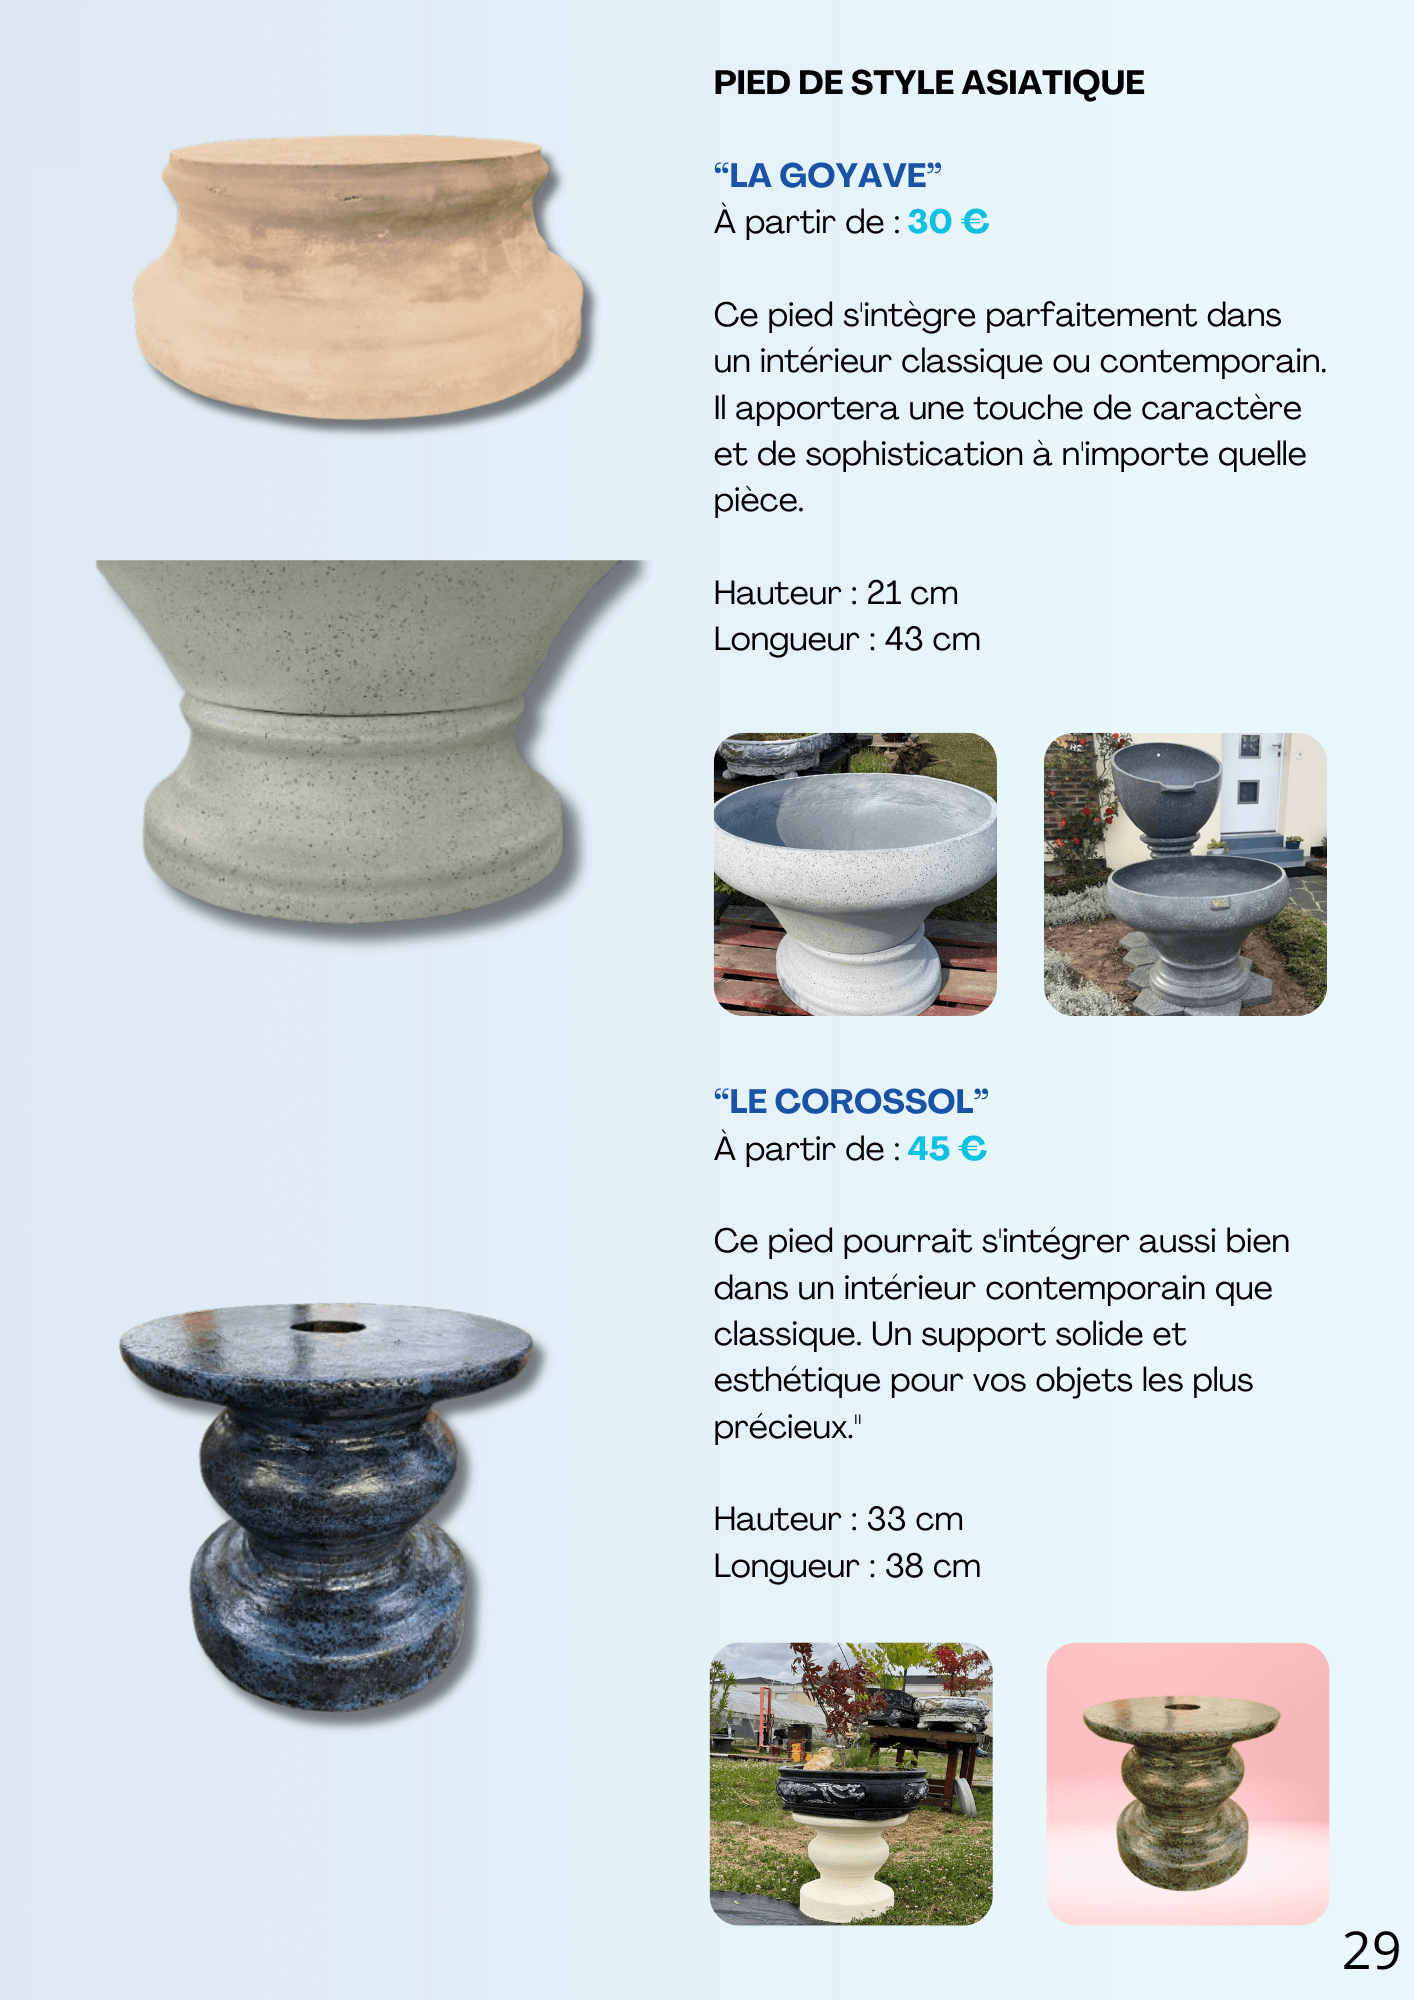 PIED DE STYLE ASIATIQUE
“LA GOYAVE”
À partir de : 30 €
Ce pied s'intègre parfaitement dans
un intérieur classique ou contemporain.
Il apportera une touche de caractère
et de sophistication à n'importe quelle
pièce.
Hauteur : 21 cm
Longueur : 43 cm
“LE COROSSOL”
À partir de : 45 €
Ce pied pourrait s'intégrer aussi bien
dans un intérieur contemporain que
classique. Un support solide et
esthétique pour vos objets les plus
précieux."
Hauteur : 33 cm
Longueur : 38 cm
29